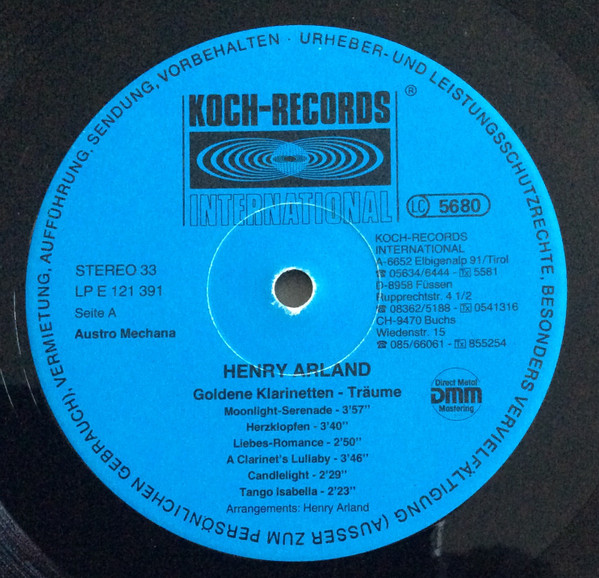 URHEBER- UND LEISTUNGSSCHUTZRECHTE, BESONDERS VERVIELFÄLTIGUNG (AUSSER ZUM PERSÖNLICHEN GEBRAUCH), VERMIETUNG, AUFFÜHRUNG, SENDUNG, VORBEHALTEN ·
KOCH-RECORDS ®
INTERNATIONAL
LC 5680
STEREO 33
LP E 121 391
Seite A
Austro Mechana
KOCH-RECORDS
INTERNATIONAL
A-6652 Elbigenalp 91/Tirol
☎ 05634/6444 - Tx 5581
D-8958 Füssen
Rupprechtstr. 4 1/2
☎ 08362/5188 - Tx 0541316
CH-9470 Buchs
Wiedenstr. 15
☎ 085/66061 - Tx 855254
HENRY ARLAND
Goldene Klarinetten - Träume
Moonlight-Serenade - 3'57"
Herzklopfen - 3'40"
Liebes-Romance - 2'50"
A Clarinet's Lullaby - 3'46"
Candlelight - 2'29"
Tango Isabella - 2'23"
Arrangements: Henry Arland
Direct Metal
DMM
Mastering